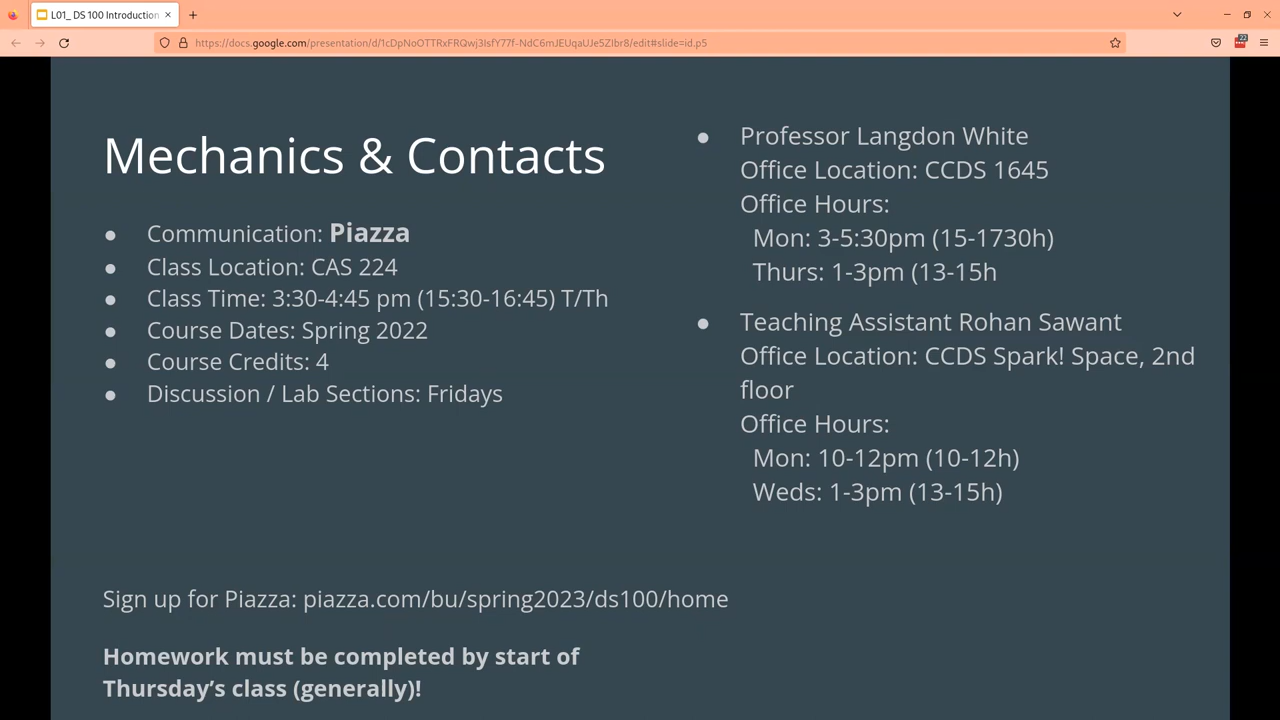 L01_ DS 100 Introduction
https://docs.google.com/presentation/d/1cDpNoOTTRxFRQwj3IsfY77f-NdC6mJEUqaUJe5ZIbr8/edit#slide=id.p5
22
Mechanics & Contacts
Communication: Piazza
Class Location: CAS 224
Class Time: 3:30-4:45 pm (15:30-16:45) T/Th
Course Dates: Spring 2022
Course Credits: 4
Discussion / Lab Sections: Fridays
Professor Langdon White
Office Location: CCDS 1645
Office Hours:
Mon: 3-5:30pm (15-1730h)
Thurs: 1-3pm (13-15h
Teaching Assistant Rohan Sawant
Office Location: CCDS Spark! Space, 2nd
floor
Office Hours:
Mon: 10-12pm (10-12h)
Weds: 1-3pm (13-15h)
Sign up for Piazza: piazza.com/bu/spring2023/ds100/home
Homework must be completed by start of
Thursday’s class (generally)!